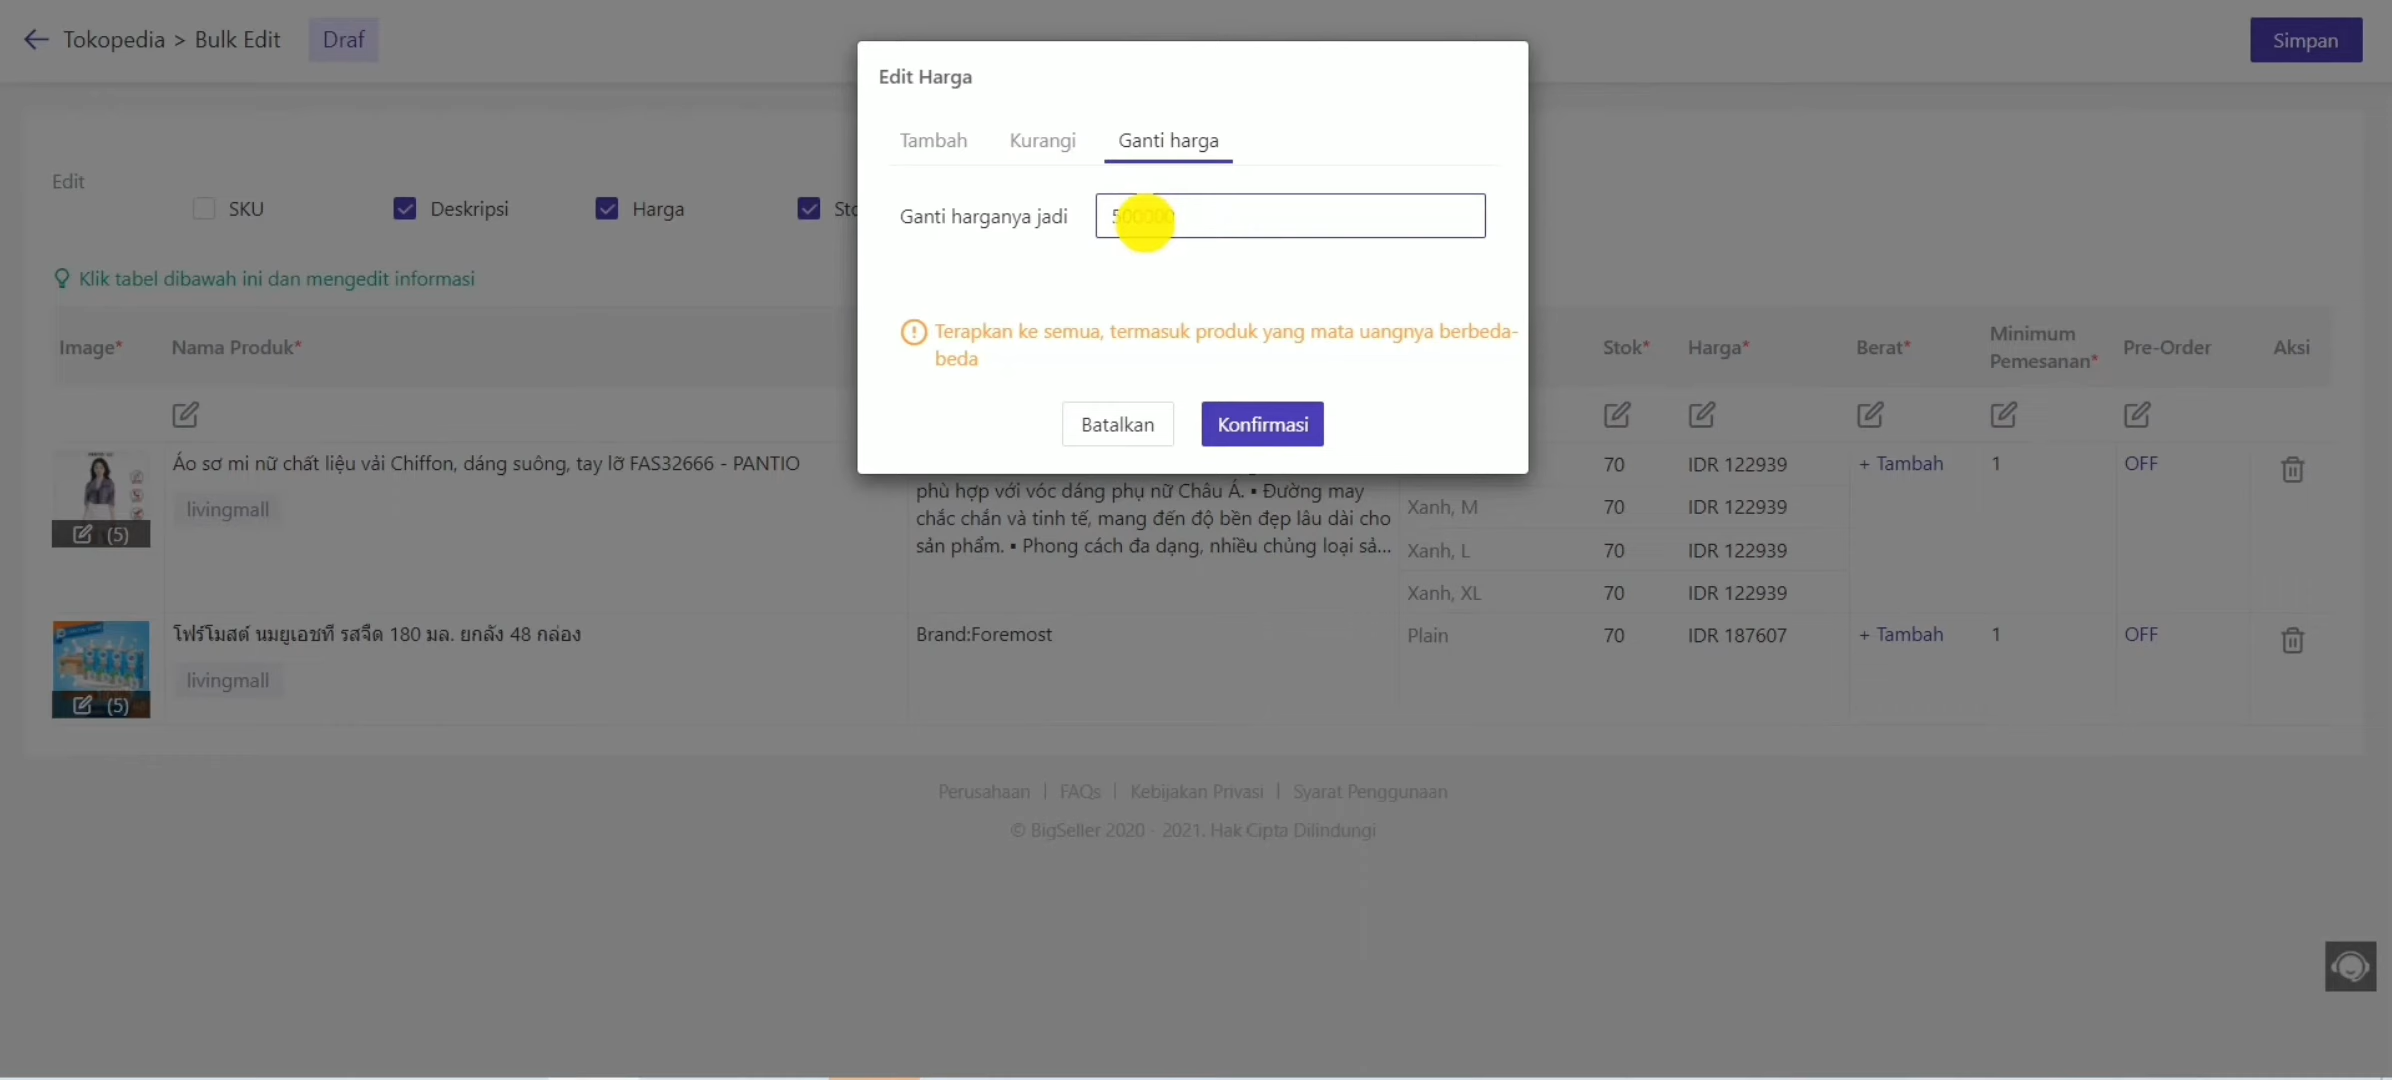 Tokopedia > Bulk Edit Draf
Simpan
Edit Harga
Tambah Kurangi Ganti harga
Ganti harganya jadi 500000
Terapkan ke semua, termasuk produk yang mata uangnya berbeda-
beda
Batalkan Konfirmasi
Edit
SKU Deskripsi Harga
Klik tabel dibawah ini dan mengedit informasi
Image* Nama Produk* Stok* Harga* Berat* Minimum Pemesanan* Pre-Order Aksi
Áo sơ mi nữ chất liệu vải Chiffon, dáng suông, tay lỡ FAS32666 - PANTIO
livingmall
(5)
phù hợp với vóc dáng phụ nữ Châu Á. ▪ Đường may
chắc chắn và tinh tế, mang đến độ bền đẹp lâu dài cho
sản phẩm. ▪ Phong cách đa dạng, nhiều chủng loại sả...
70 IDR 122939 + Tambah 1 OFF
Xanh, M 70 IDR 122939
Xanh, L 70 IDR 122939
Xanh, XL 70 IDR 122939
โฟร์โมสต์ นมยูเอชที รสจืด 180 มล. ยกลัง 48 กล่อง
livingmall
(5)
Brand:Foremost
Plain 70 IDR 187607 + Tambah 1 OFF
Perusahaan | FAQs | Kebijakan Privasi | Syarat Penggunaan
© BigSeller 2020 - 2021. Hak Cipta Dilindungi